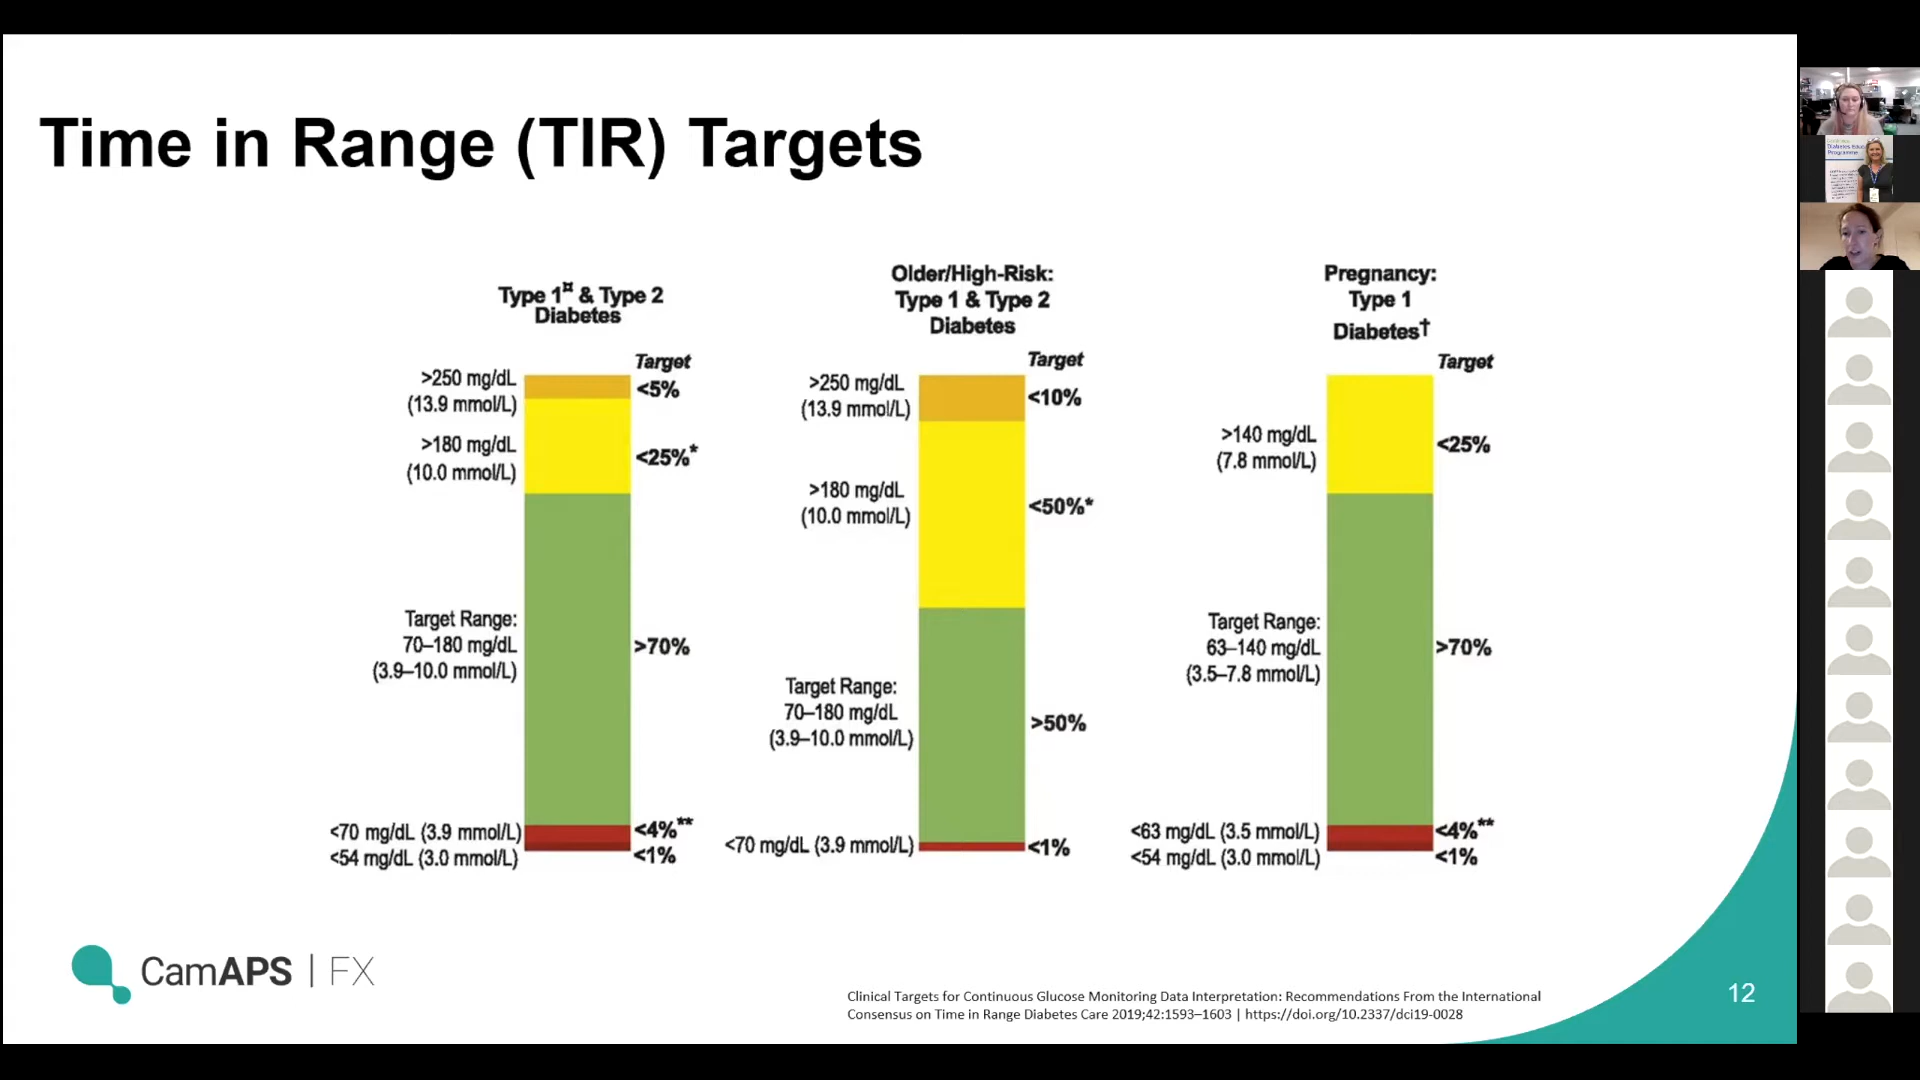 Time in Range (TIR) Targets
Type 1¤ & Type 2
Diabetes
Target
>250 mg/dL
(13.9 mmol/L)
<5%
>180 mg/dL
(10.0 mmol/L)
<25%*
Target Range:
70–180 mg/dL
(3.9–10.0 mmol/L)
>70%
<70 mg/dL (3.9 mmol/L)
<4%**
<54 mg/dL (3.0 mmol/L)
<1%
Older/High-Risk:
Type 1 & Type 2
Diabetes
Target
>250 mg/dL
(13.9 mmol/L)
<10%
>180 mg/dL
(10.0 mmol/L)
<50%*
Target Range:
70–180 mg/dL
(3.9–10.0 mmol/L)
>50%
<70 mg/dL (3.9 mmol/L)
<1%
Pregnancy:
Type 1
Diabetes†
Target
>140 mg/dL
(7.8 mmol/L)
<25%
Target Range:
63–140 mg/dL
(3.5–7.8 mmol/L)
>70%
<63 mg/dL (3.5 mmol/L)
<4%**
<54 mg/dL (3.0 mmol/L)
<1%
CamAPS | FX
Clinical Targets for Continuous Glucose Monitoring Data Interpretation: Recommendations From the International
Consensus on Time in Range Diabetes Care 2019;42:1593–1603 | https://doi.org/10.2337/dci19-0028
12
Diabetes
Programme